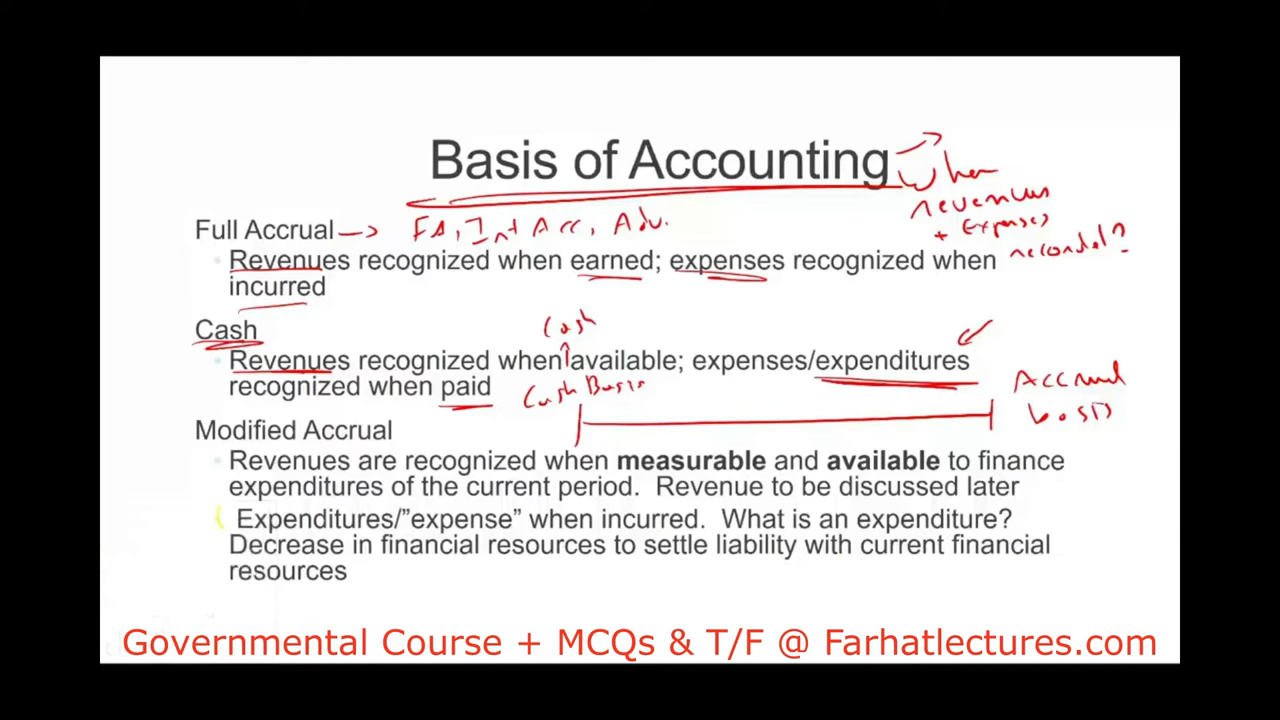 Basis of Accounting
When
revenues
+ Expenses
recorded?
Full Accrual → FA, Int Acc, Adv.
Revenues recognized when earned; expenses recognized when
incurred
Cash
Cash
Revenues recognized when available; expenses/expenditures
recognized when paid
Cash Basis
Accrual
basis
Modified Accrual
Revenues are recognized when measurable and available to finance
expenditures of the current period. Revenue to be discussed later
Expenditures/”expense” when incurred. What is an expenditure?
Decrease in financial resources to settle liability with current financial
resources
Governmental Course + MCQs & T/F @ Farhatlectures.com